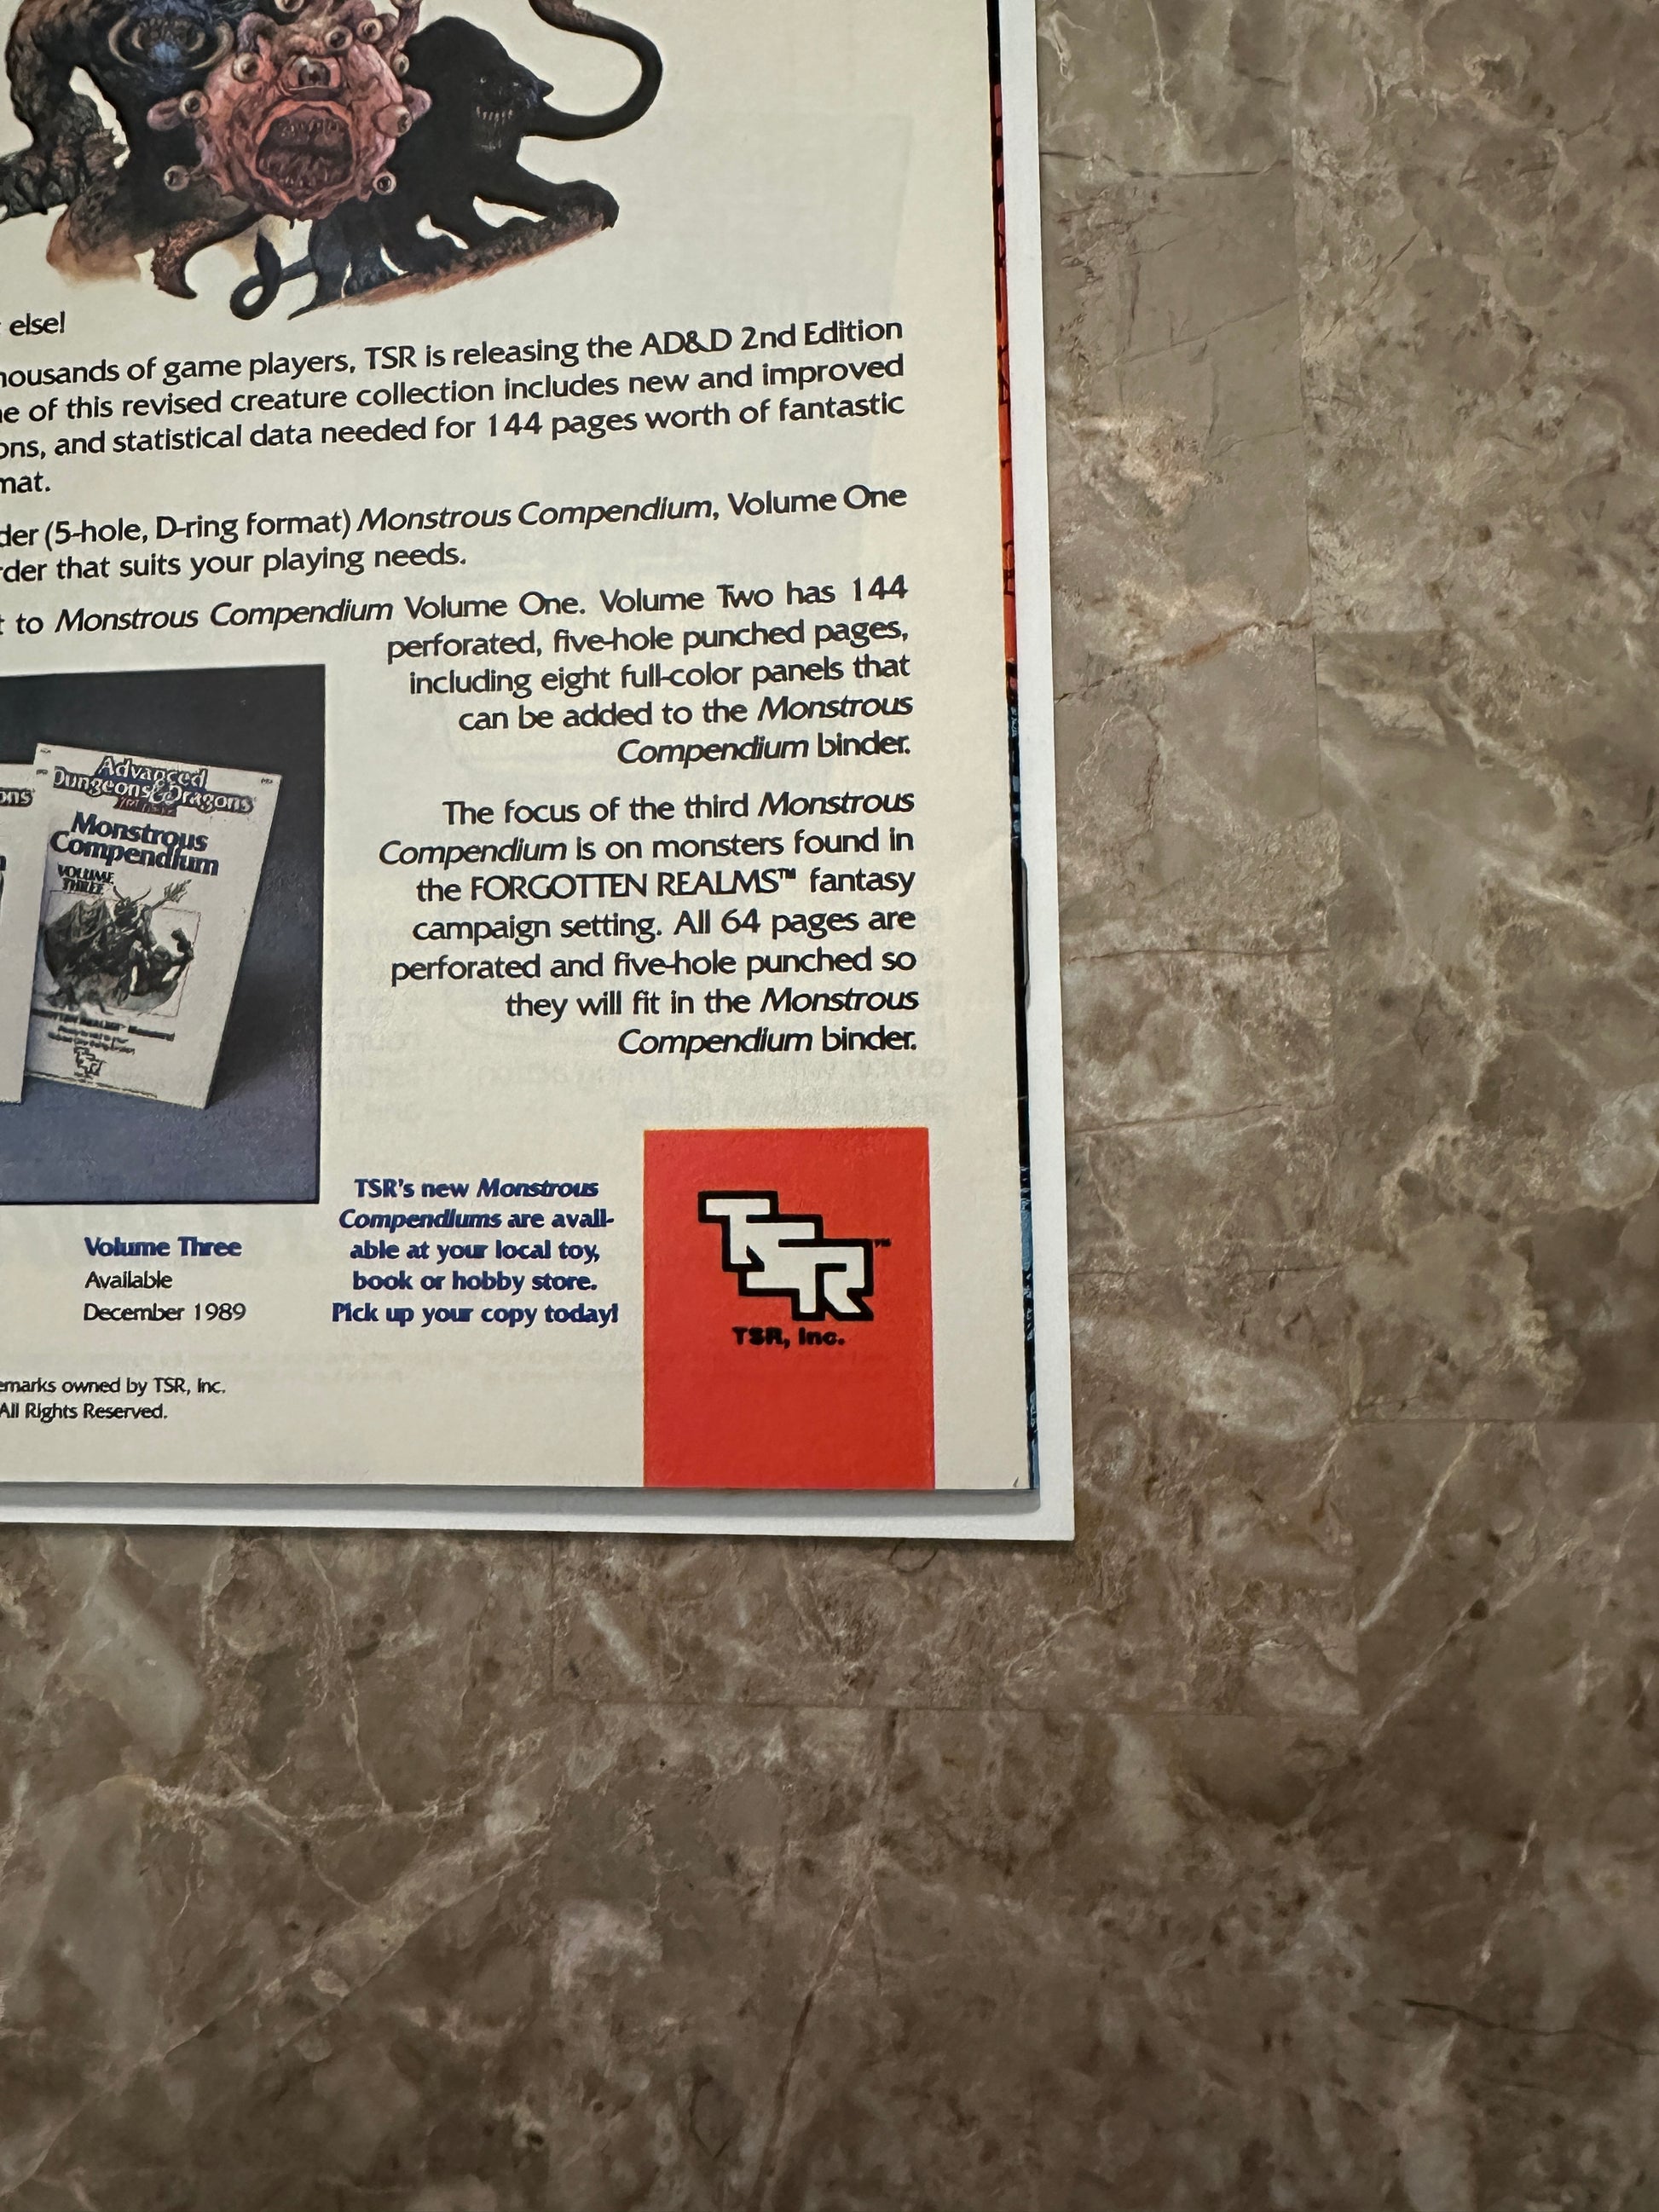 else!
thousands of game players, TSR is releasing the AD&D 2nd Edition
of this revised creature collection includes new and improved
and statistical data needed for 144 pages worth of fantastic
(5-hole, D-ring format) Monstrous Compendium, Volume One
that suits your playing needs.
to Monstrous Compendium Volume One. Volume Two has 144
perforated, five-hole punched pages,
including eight full-color panels that
can be added to the Monstrous
Compendium binder.
Advanced
Dungeons & Dragons
Monstrous
Compendium
VOLUME
THREE
The focus of the third Monstrous
Compendium is on monsters found in
the FORGOTTEN REALMS™ fantasy
campaign setting. All 64 pages are
perforated and five-hole punched so
they will fit in the Monstrous
Compendium binder.
Volume Three
Available
December 1989
TSR's new Monstrous
Compendiums are avail-
able at your local toy,
book or hobby store.
Pick up your copy today!
TSR™
TSR, Inc.
owned by TSR, Inc.
All Rights Reserved.